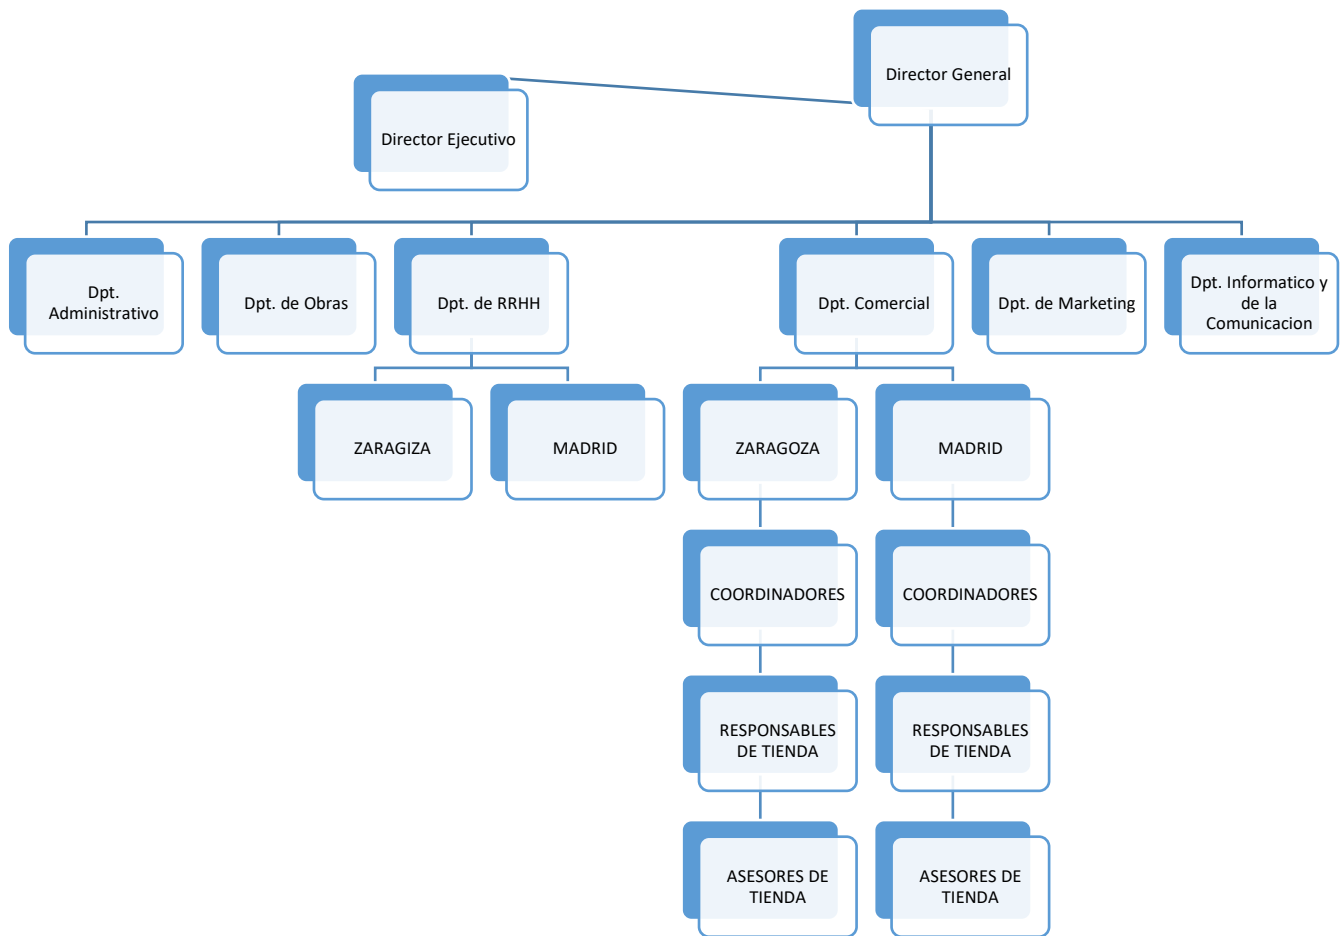 Director General
Director Ejecutivo
Dpt.
Administrativo
Dpt. de Obras
Dpt. de RRHH
Dpt. Comercial
Dpt. de Marketing
Dpt. Informatico y
de la
Comunicacion
ZARAGIZA
MADRID
ZARAGOZA
MADRID
COORDINADORES
COORDINADORES
RESPONSABLES
DE TIENDA
RESPONSABLES
DE TIENDA
ASESORES DE
TIENDA
ASESORES DE
TIENDA